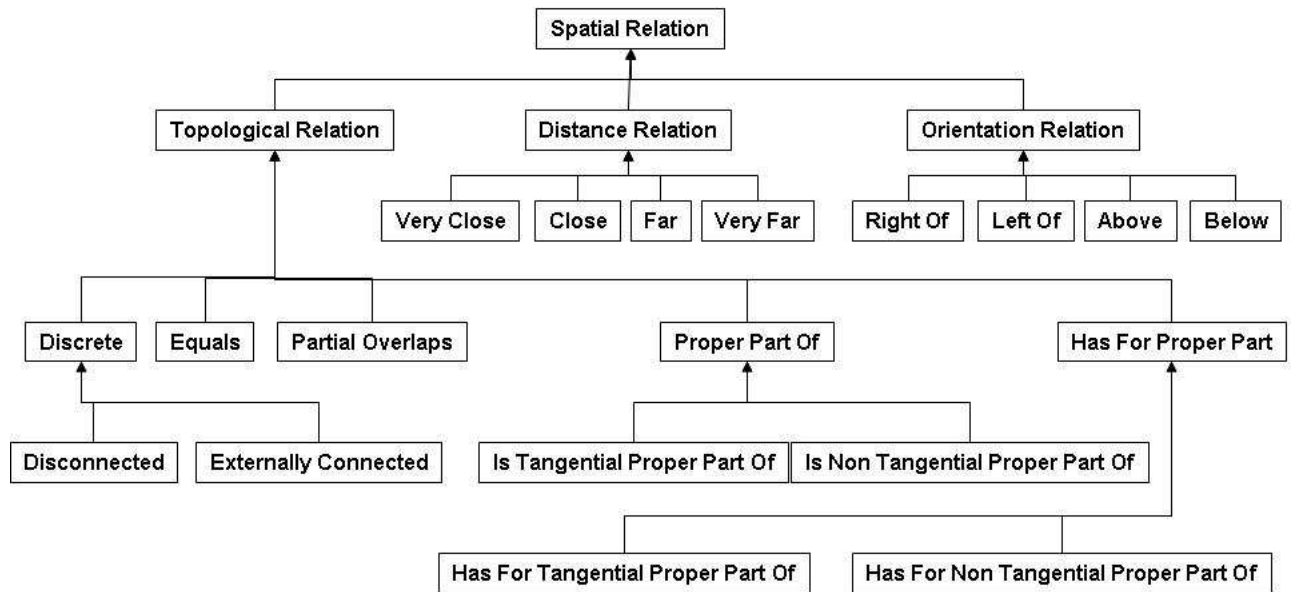 Spatial Relation
Topological Relation
Distance Relation
Orientation Relation
Very Close
Close
Far
Very Far
Right Of
Left Of
Above
Below
Discrete
Equals
Partial Overlaps
Proper Part Of
Has For Proper Part
Disconnected
Externally Connected
Is Tangential Proper Part Of
Is Non Tangential Proper Part Of
Has For Tangential Proper Part Of
Has For Non Tangential Proper Part Of